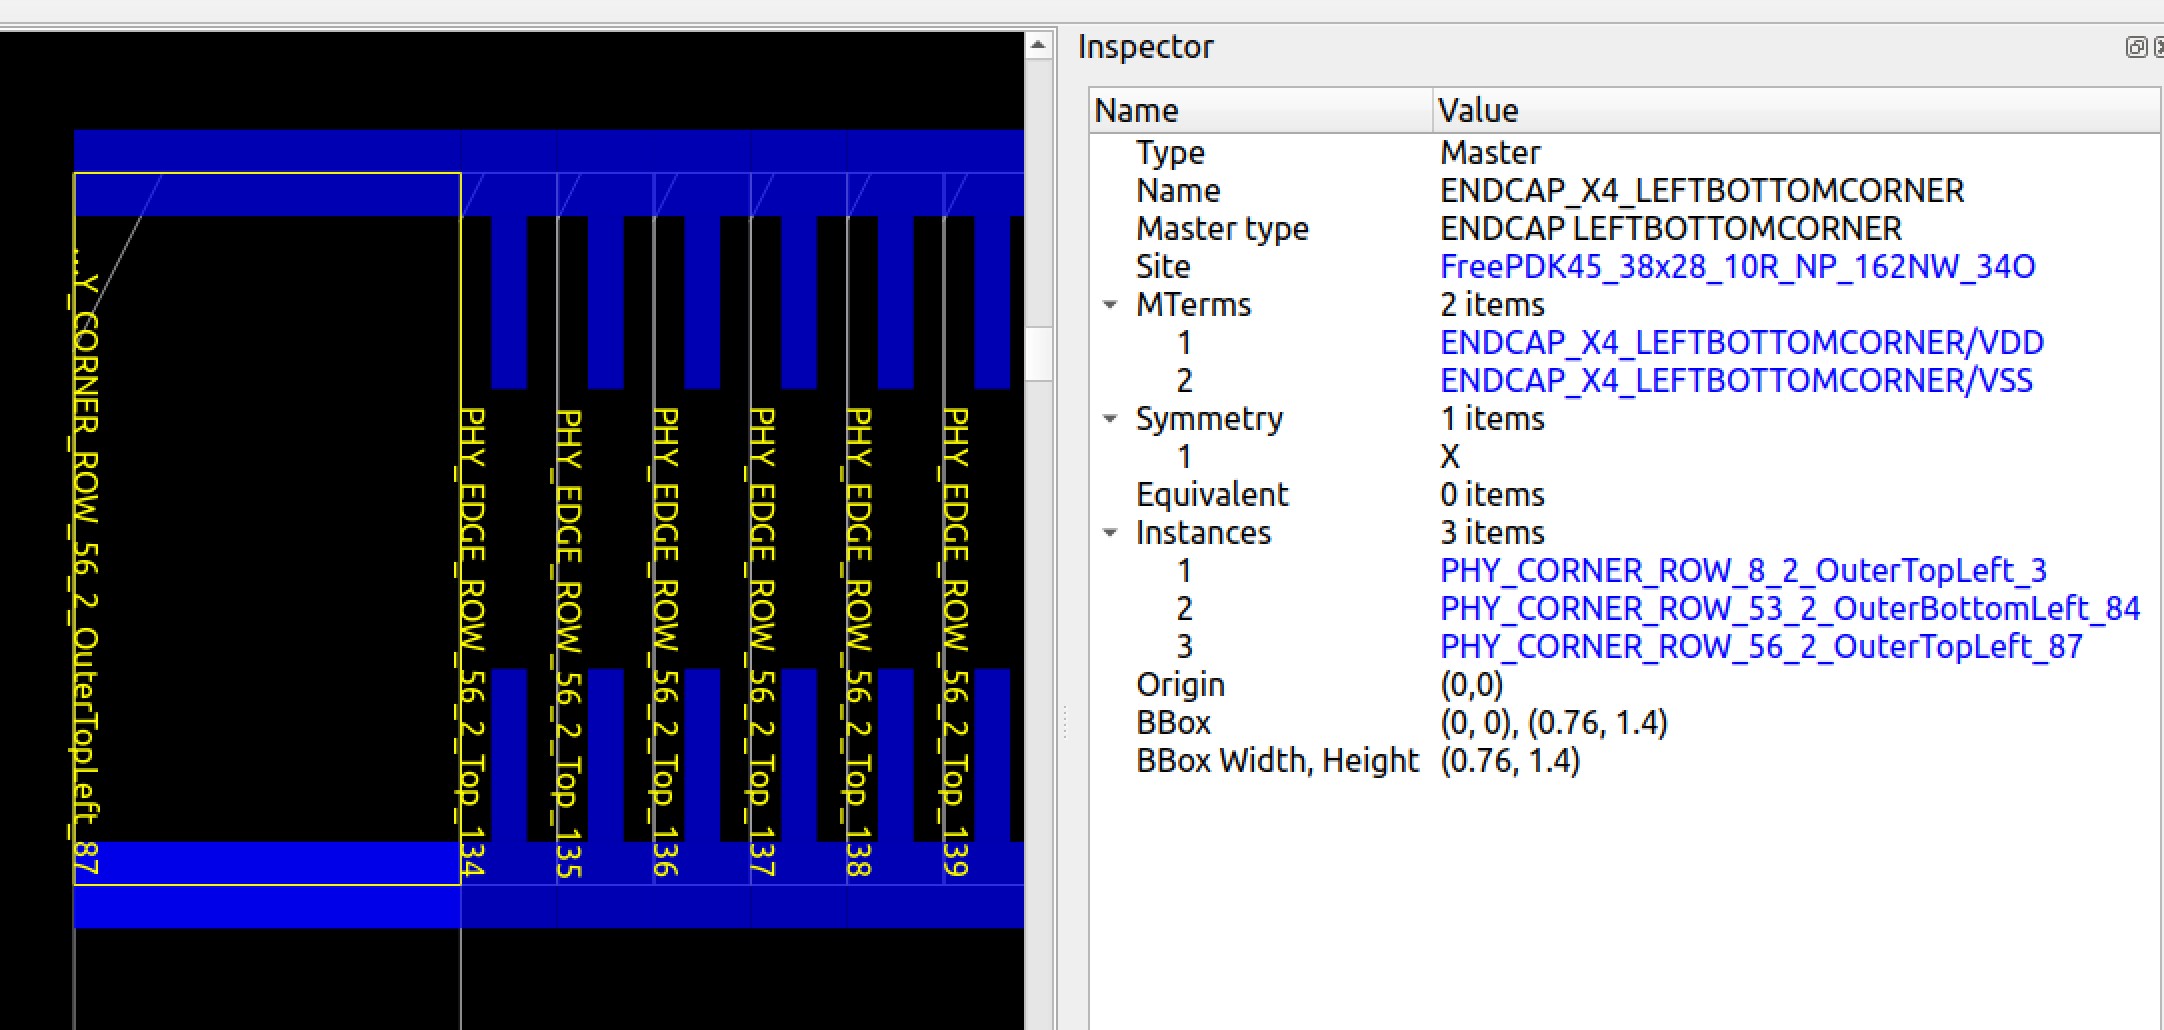 Inspector
Name Value
Type Master
Name ENDCAP_X4_LEFTBOTTOMCORNER
Master type ENDCAP LEFTBOTTOMCORNER
Site FreePDK45_38x28_10R_NP_162NW_34O
MTerms 2 items
1 ENDCAP_X4_LEFTBOTTOMCORNER/VDD
2 ENDCAP_X4_LEFTBOTTOMCORNER/VSS
Symmetry 1 items
1 X
Equivalent 0 items
Instances 3 items
1 PHY_CORNER_ROW_8_2_OuterTopLeft_3
2 PHY_CORNER_ROW_53_2_OuterBottomLeft_84
3 PHY_CORNER_ROW_56_2_OuterTopLeft_87
Origin (0,0)
BBox (0, 0), (0.76, 1.4)
BBox Width, Height (0.76, 1.4)
..._Y_CORNER_ROW_56_2_OuterTopLeft_87
PHY_EDGE_ROW_56_2_Top_134
PHY_EDGE_ROW_56_2_Top_135
PHY_EDGE_ROW_56_2_Top_136
PHY_EDGE_ROW_56_2_Top_137
PHY_EDGE_ROW_56_2_Top_138
PHY_EDGE_ROW_56_2_Top_139